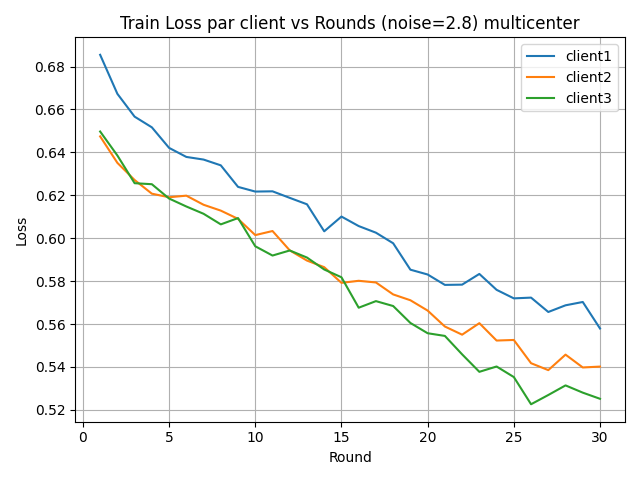 Train Loss par client vs Rounds (noise=2.8) multicenter
client1
client2
client3
Loss
0.68
0.66
0.64
0.62
0.60
0.58
0.56
0.54
0.52
0 5 10 15 20 25 30
Round